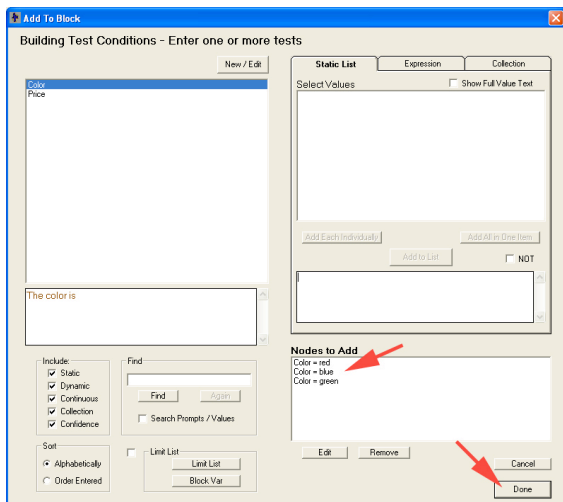 Add To Block
Building Test Conditions - Enter one or more tests
New / Edit
Color
Price
The color is
Include:
Static
Dynamic
Continuous
Collection
Confidence
Find
Find
Again
Search Prompts / Values
Sort
Alphabetically
Order Entered
Limit List
Limit List
Block Var
Static List
Expression
Collection
Select Values
Show Full Value Text
Add Each Individually
Add All in One Item
Add to List
NOT
Nodes to Add
Color = red
Color = blue
Color = green
Edit
Remove
Cancel
Done